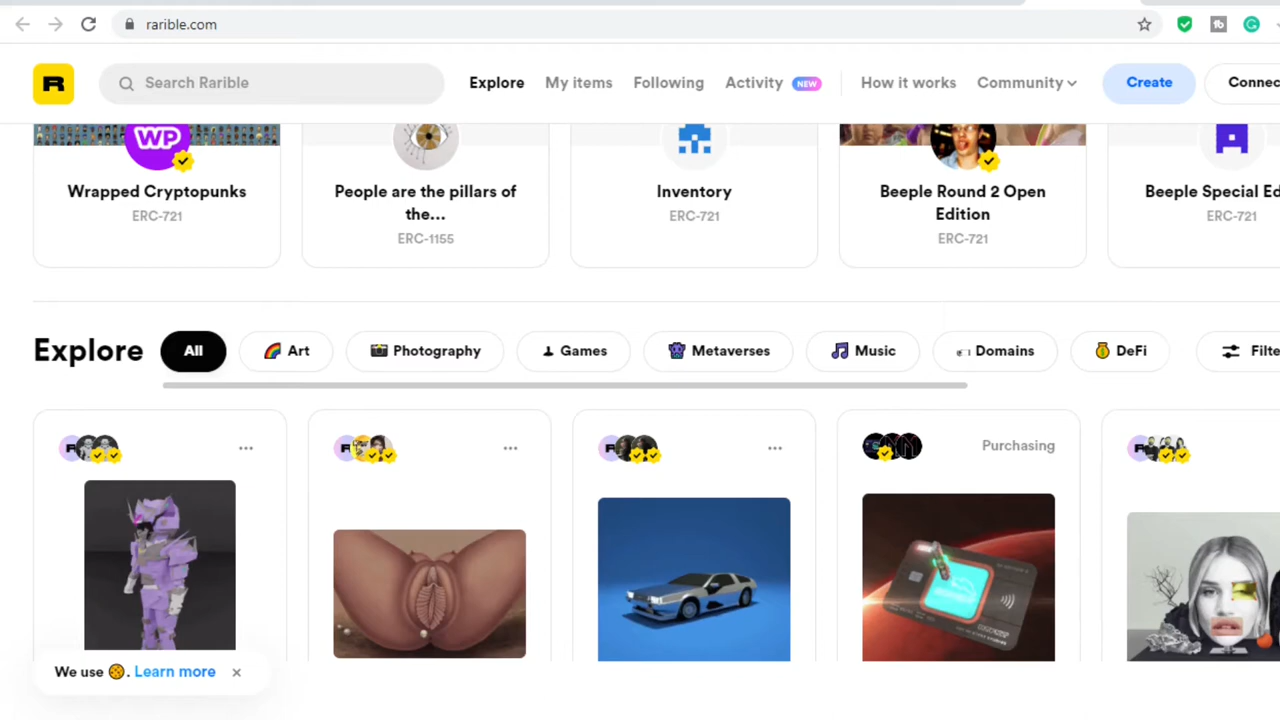 rarible.com
R
Search Rarible
Explore
My items
Following
Activity NEW
How it works
Community
Create
Connec
WP
Wrapped Cryptopunks
ERC-721
People are the pillars of
the...
ERC-1155
Inventory
ERC-721
Beeple Round 2 Open
Edition
ERC-721
Beeple Special Ed
ERC-721
Explore
All
Art
Photography
Games
Metaverses
Music
Domains
DeFi
Filte
Purchasing
We use 🍪. Learn more